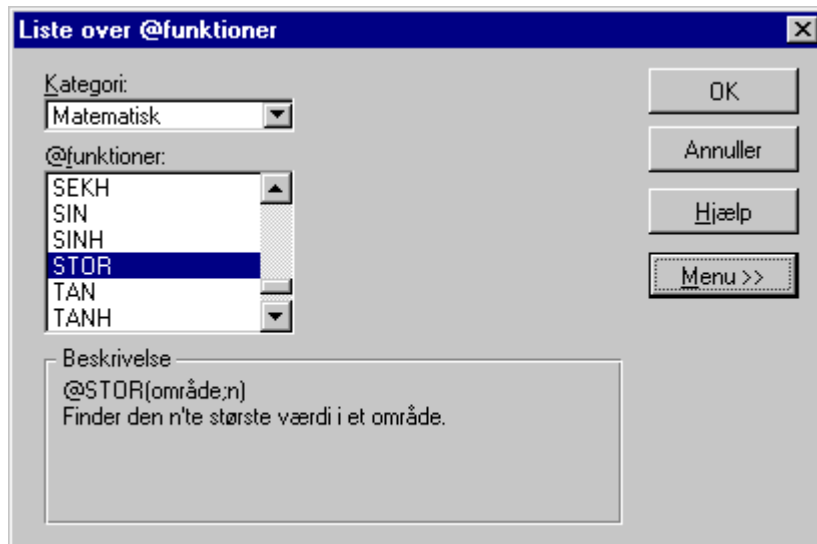 Liste over @funktioner
Kategori:
Matematisk
@funktioner:
SEKH
SIN
SINH
STOR
TAN
TANH
OK
Annuller
Hjælp
Menu >>
Beskrivelse
@STOR(område;n)
Finder den n'te største værdi i et område.